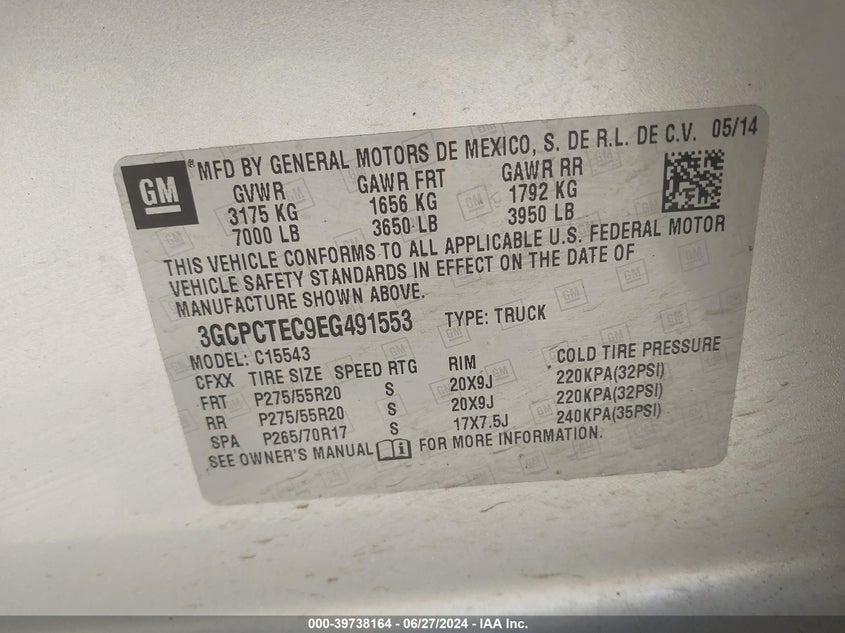 GM
® MFD BY GENERAL MOTORS DE MEXICO, S. DE R.L. DE C.V. 05/14
GVWR GAWR FRT GAWR RR
3175 KG 1656 KG 1792 KG
7000 LB 3650 LB 3950 LB
THIS VEHICLE CONFORMS TO ALL APPLICABLE U.S. FEDERAL MOTOR
VEHICLE SAFETY STANDARDS IN EFFECT ON THE DATE OF
MANUFACTURE SHOWN ABOVE.
3GCPCTEC9EG491553 TYPE: TRUCK
MODEL: C15543
CFXX TIRE SIZE SPEED RTG RIM COLD TIRE PRESSURE
FRT P275/55R20 S 20X9J 220KPA(32PSI)
RR P275/55R20 S 20X9J 220KPA(32PSI)
SPA P265/70R17 S 17X7.5J 240KPA(35PSI)
SEE OWNER'S MANUAL FOR MORE INFORMATION.
000-39738164 - 06/27/2024 - IAA Inc.